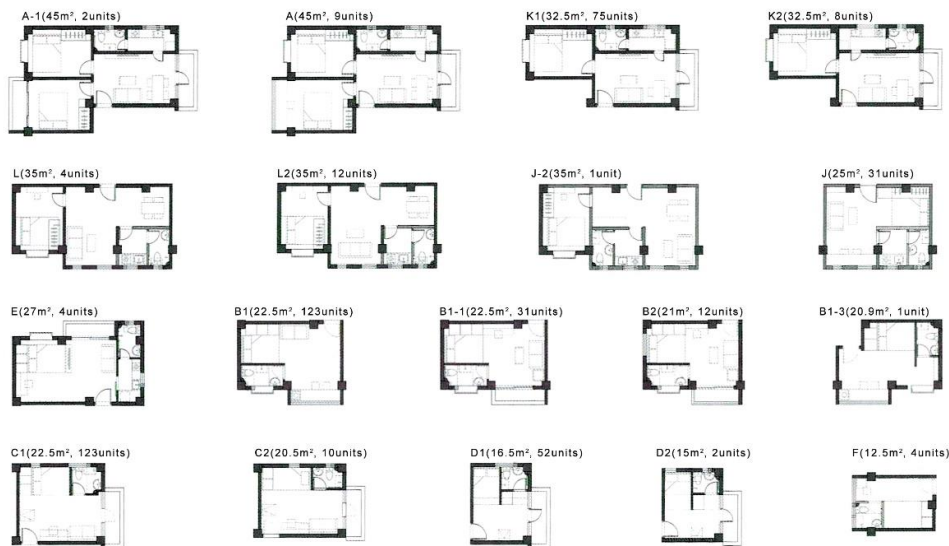 A-1(45m², 2units)
A(45m², 9units)
K1(32.5m², 75units)
K2(32.5m², 8units)
L(35m², 4units)
L2(35m², 12units)
J-2(35m², 1unit)
J(25m², 31units)
E(27m², 4units)
B1(22.5m², 123units)
B1-1(22.5m², 31units)
B2(21m², 12units)
B1-3(20.9m², 1unit)
C1(22.5m², 123units)
C2(20.5m², 10units)
D1(16.5m², 52units)
D2(15m², 2units)
F(12.5m², 4units)